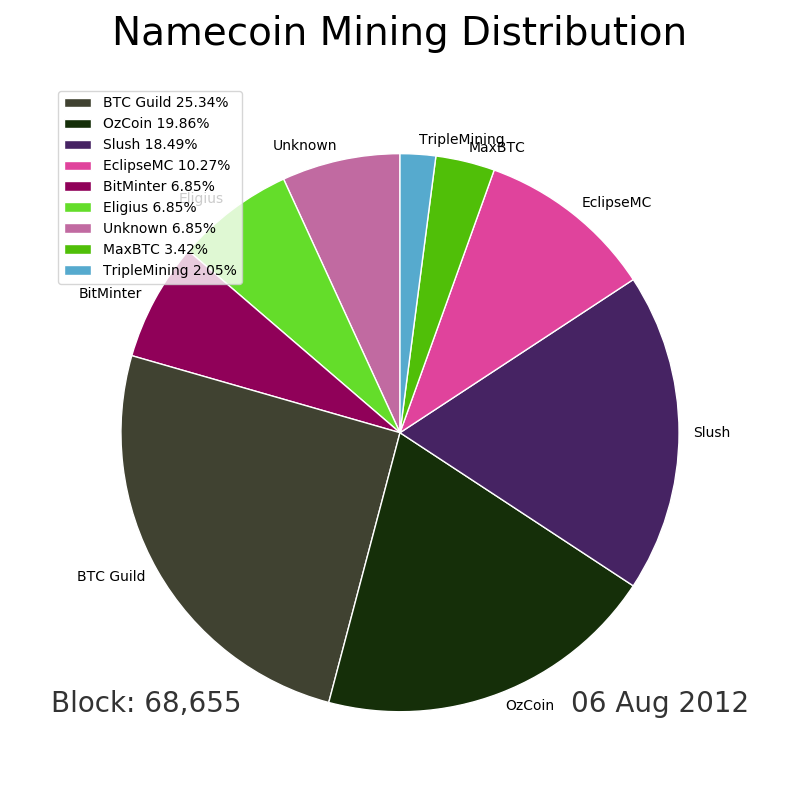 Namecoin Mining Distribution
BTC Guild 25.34%
OzCoin 19.86%
Slush 18.49%
EclipseMC 10.27%
BitMinter 6.85%
Eligius 6.85%
Unknown 6.85%
MaxBTC 3.42%
TripleMining 2.05%
TripleMining
MaxBTC
Unknown
Eligius
EclipseMC
BitMinter
Slush
BTC Guild
OzCoin
Block: 68,655
06 Aug 2012